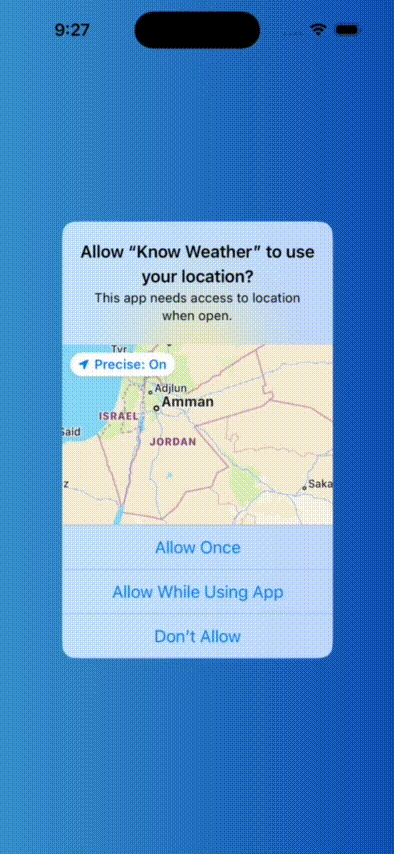 9:27
Allow “Know Weather” to use
your location?
This app needs access to location
when open.
Tyr
Precise: On
Adjlun
Amman
ISRAEL
Said
JORDAN
z
Saka
Allow Once
Allow While Using App
Don’t Allow